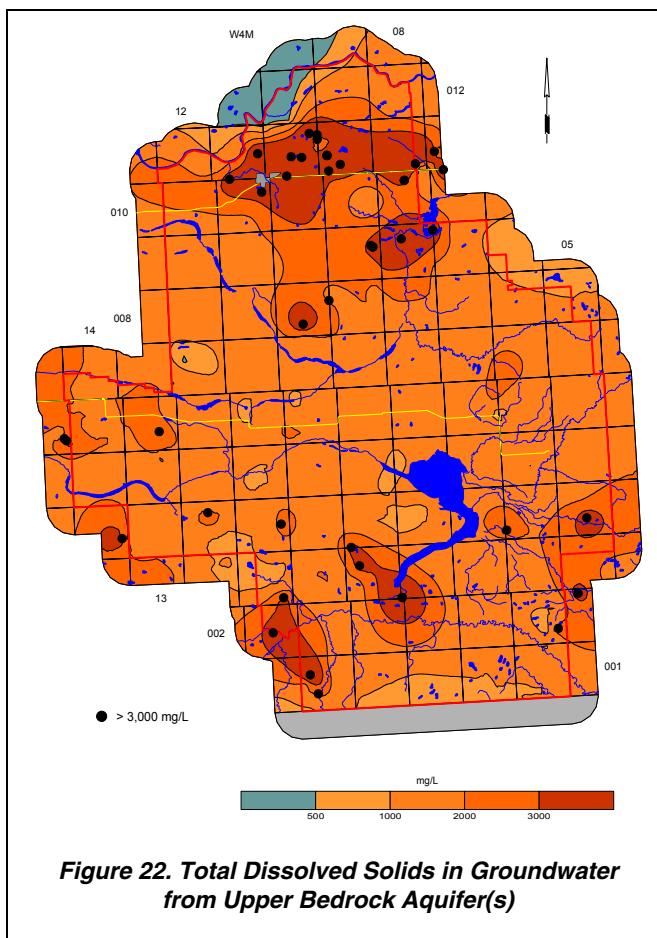 W4M
08
012
12
010
05
008
14
13
002
001
> 3,000 mg/L
mg/L
500 1000 2000 3000
Figure 22. Total Dissolved Solids in Groundwater
from Upper Bedrock Aquifer(s)